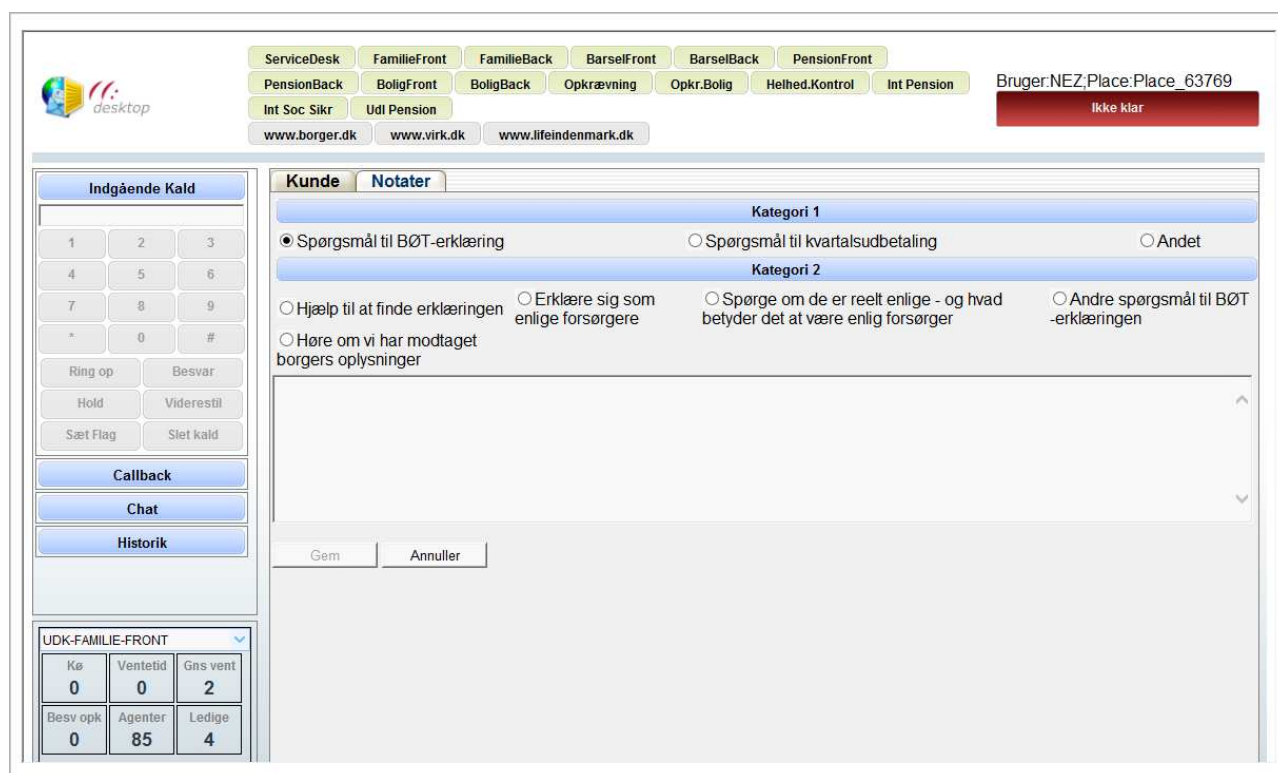 ServiceDesk FamilieFront FamilieBack BarselFront BarselBack PensionFront
PensionBack BoligFront BoligBack Opkrævning Opkr.Bolig Helhed.Kontrol Int Pension
Int Soc Sikr Udl Pension
www.borger.dk www.virk.dk www.lifeindenmark.dk
desktop
Bruger:NEZ;Place:Place_63769
Ikke klar
Indgående Kald
1 2 3
4 5 6
7 8 9
* 0 #
Ring op Besvar
Hold Viderestil
Sæt Flag Slet kald
Callback
Chat
Historik
UDK-FAMILIE-FRONT
Kø Ventetid Gns vent
0 0 2
Besv opk Agenter Ledige
0 85 4
Kunde Notater
Kategori 1
Spørgsmål til BØT-erklæring Spørgsmål til kvartalsudbetaling Andet
Kategori 2
Hjælp til at finde erklæringen
Erklære sig som
enlige forsørgere
Spørge om de er reelt enlige - og hvad
betyder det at være enlig forsørger
Andre spørgsmål til BØT
-erklæringen
Høre om vi har modtaget
borgers oplysninger
Gem Annuller